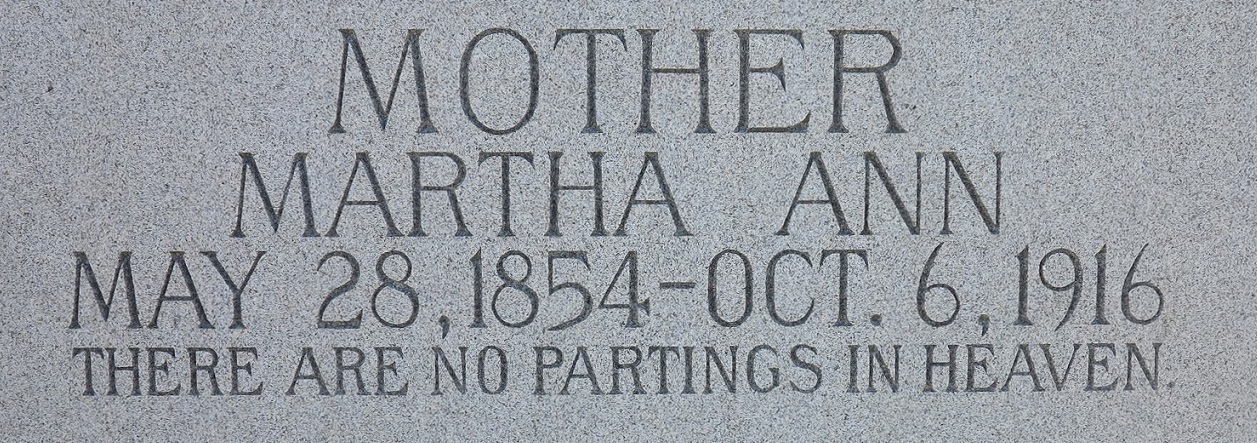 MOTHER
MARTHA ANN
MAY 28, 1854-OCT. 6, 1916
THERE ARE NO PARTINGS IN HEAVEN.